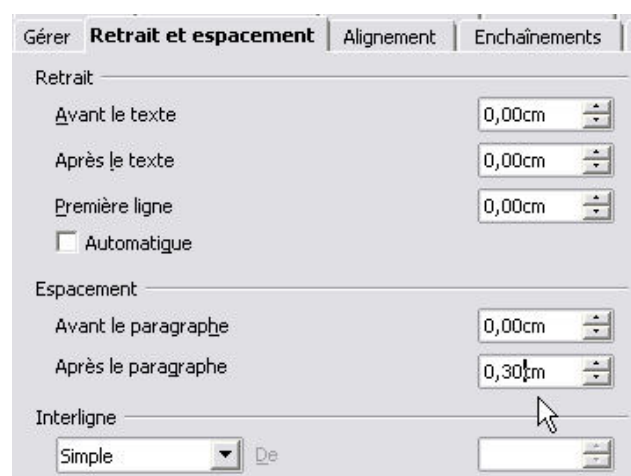 Gérer Retrait et espacement Alignement Enchaînements
Retrait
Avant le texte 0,00cm
Après le texte 0,00cm
Première ligne 0,00cm
Automatique
Espacement
Avant le paragraphe 0,00cm
Après le paragraphe 0,30cm
Interligne
Simple De